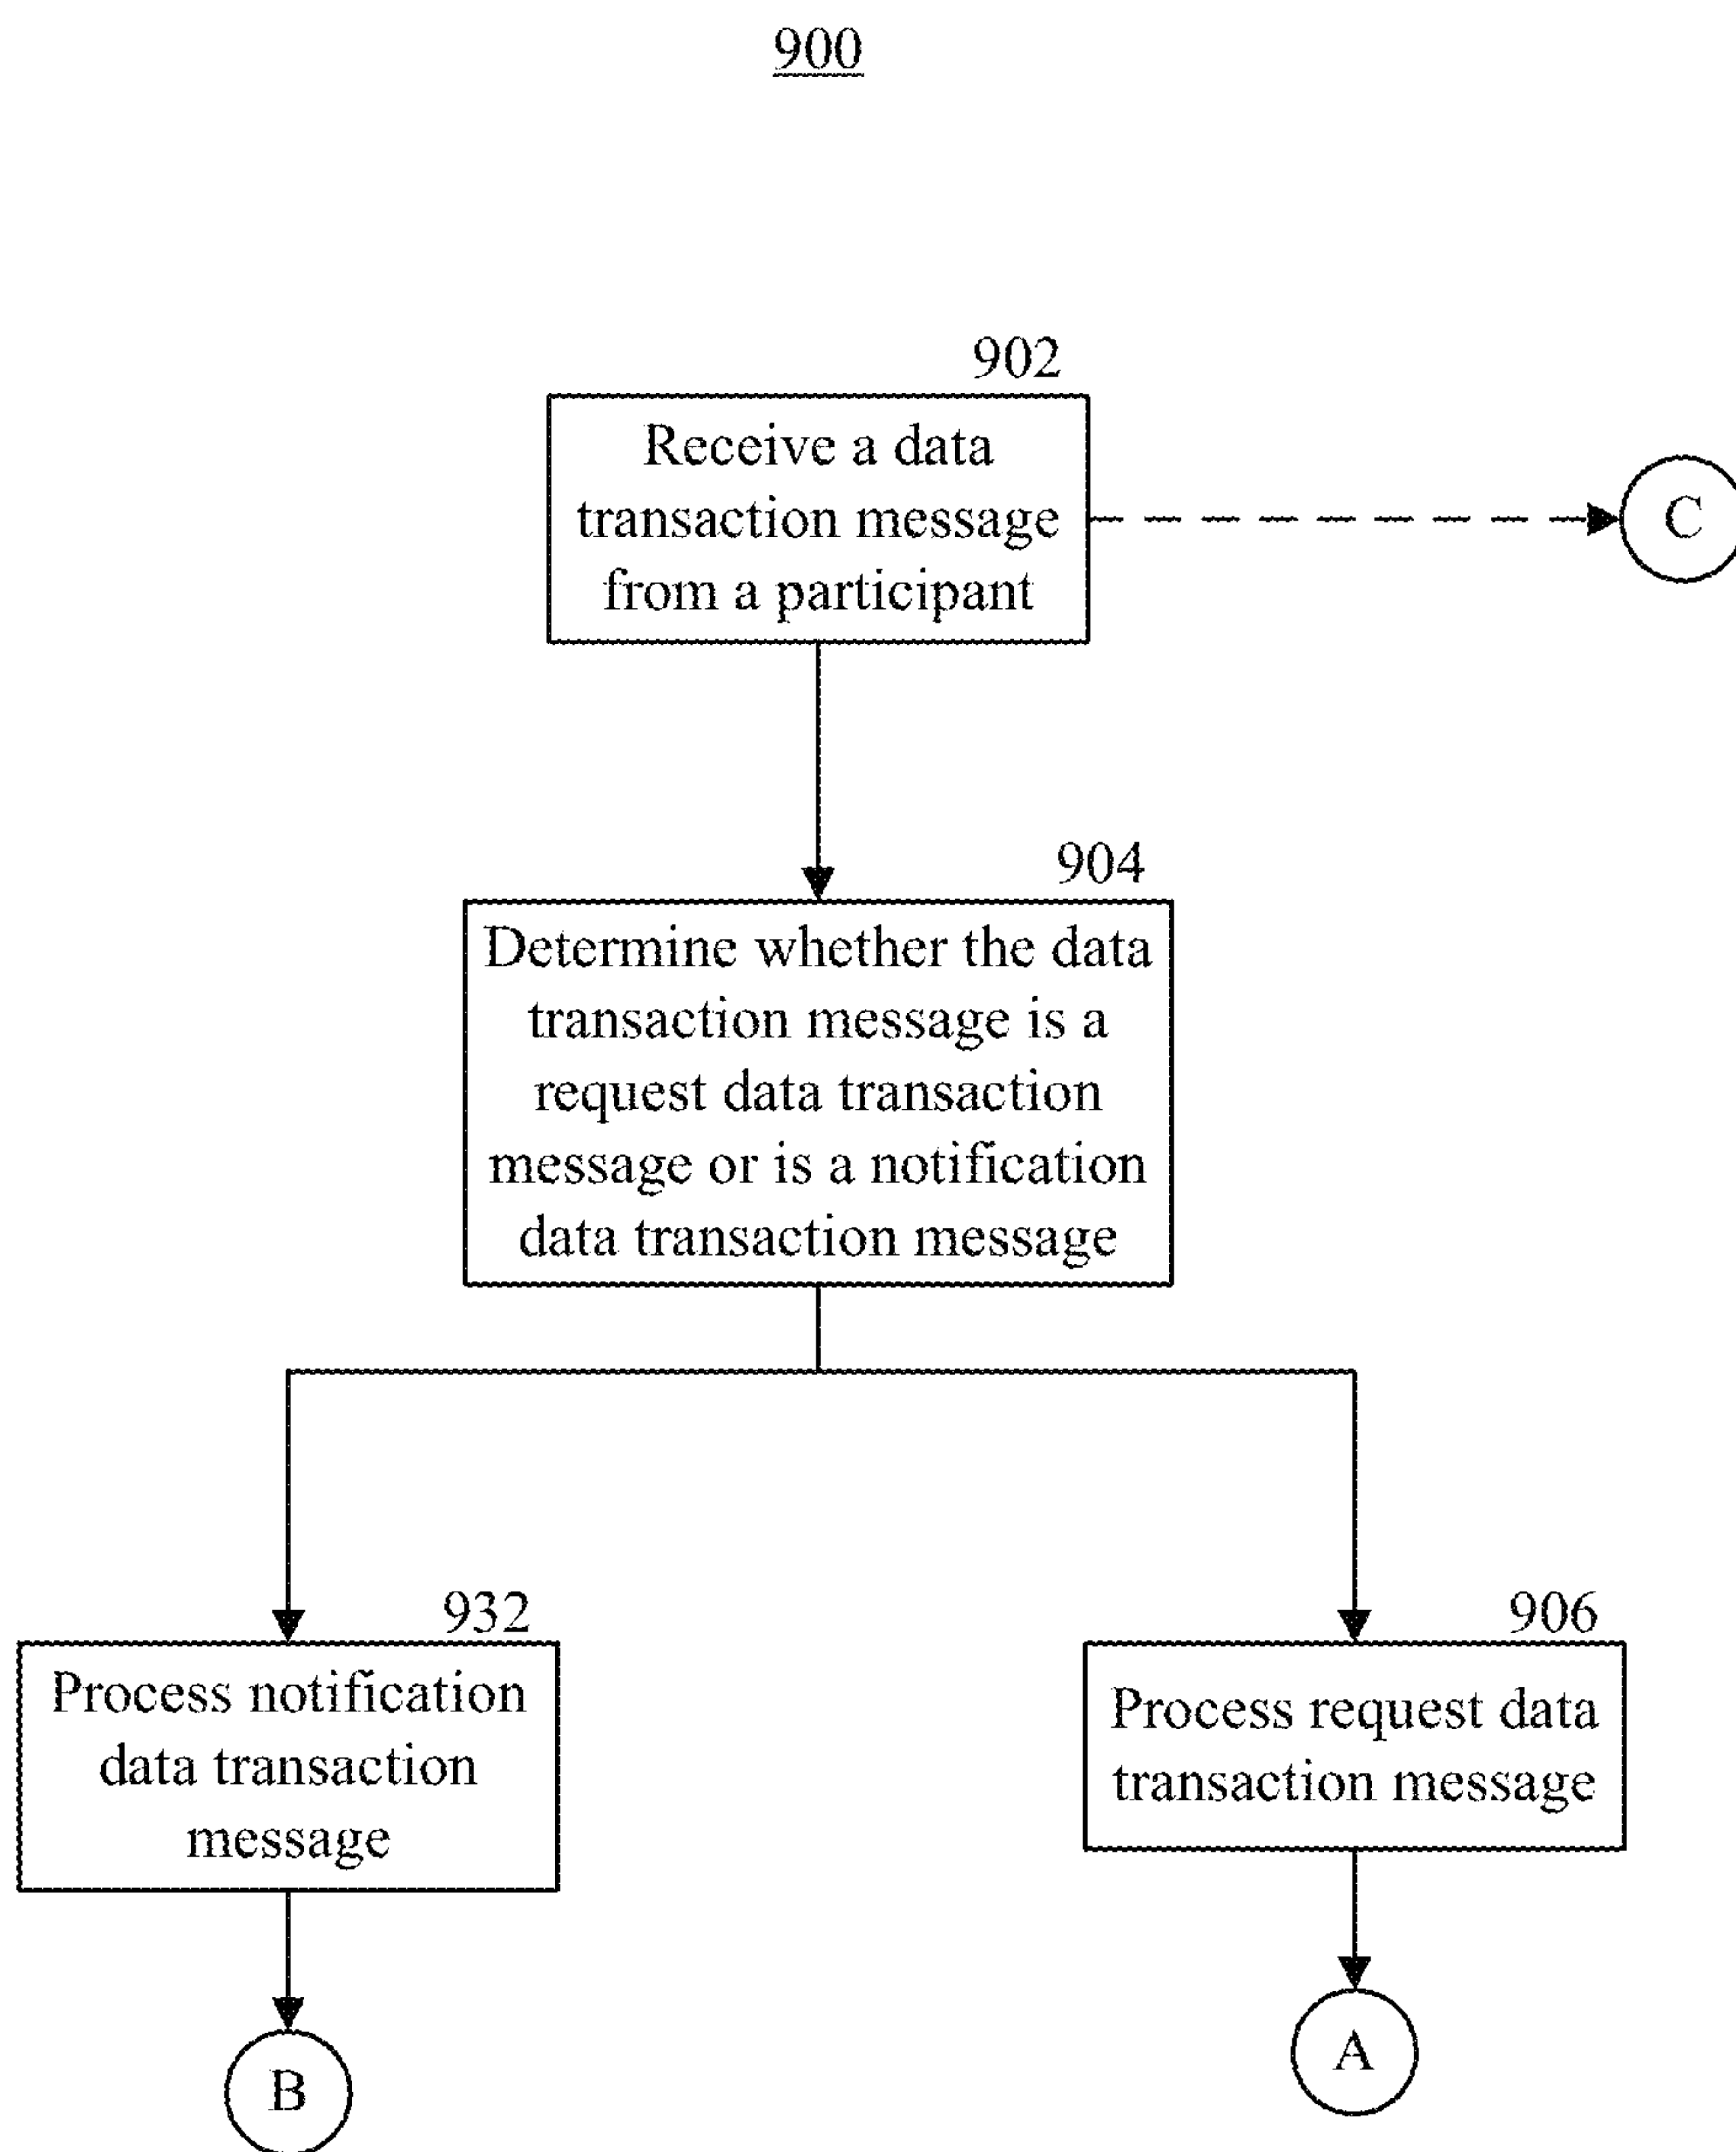 900
902
Receive a data
transaction message
from a participant
C
904
Determine whether the data
transaction message is a
request data transaction
message or is a notification
data transaction message
932
Process notification
data transaction
message
906
Process request data
transaction message
B
A